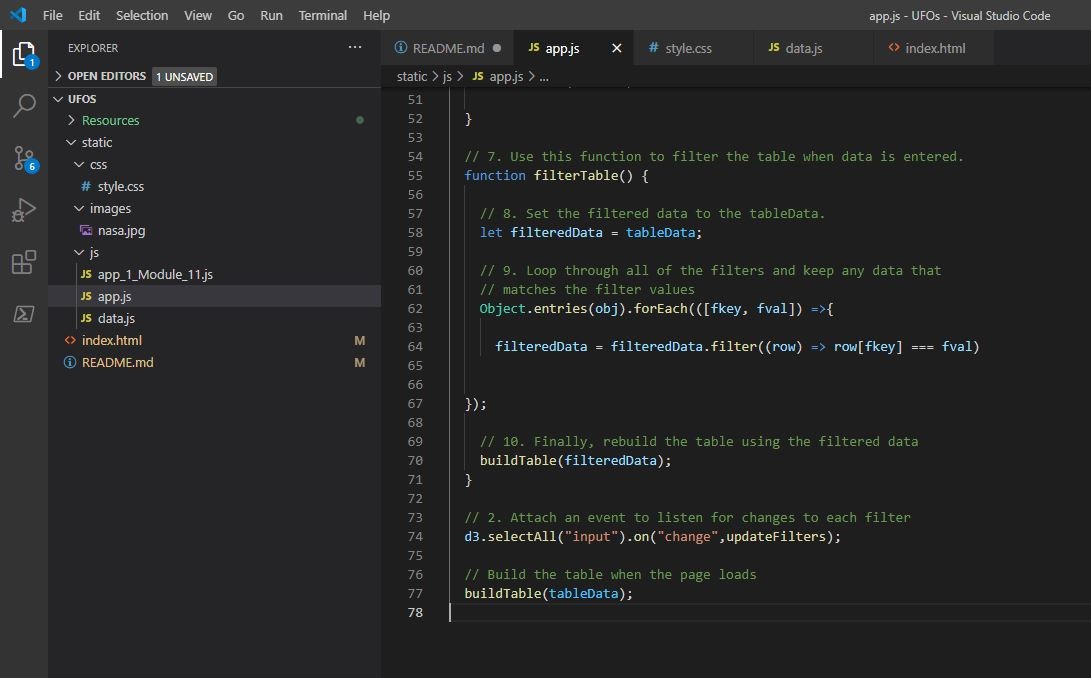 File Edit Selection View Go Run Terminal Help app.js - UFOs - Visual Studio Code
EXPLORER ...
README.md JS app.js # style.css JS data.js <> index.html
1
OPEN EDITORS 1 UNSAVED
static > js > JS app.js > ...
UFOS
Resources
static
css
# style.css
images
nasa.jpg
js
JS app_1_Module_11.js
JS app.js
JS data.js
<> index.html M
README.md M
6
51
52 }
53
54 // 7. Use this function to filter the table when data is entered.
55 function filterTable() {
56
57 // 8. Set the filtered data to the tableData.
58 let filteredData = tableData;
59
60 // 9. Loop through all of the filters and keep any data that
61 // matches the filter values
62 Object.entries(obj).forEach(([fkey, fval]) =>{
63
64 filteredData = filteredData.filter((row) => row[fkey] === fval)
65
66
67 });
68
69 // 10. Finally, rebuild the table using the filtered data
70 buildTable(filteredData);
71 }
72
73 // 2. Attach an event to listen for changes to each filter
74 d3.selectAll("input").on("change",updateFilters);
75
76 // Build the table when the page loads
77 buildTable(tableData);
78